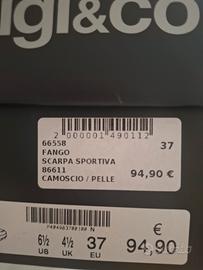 igi&co
2 000001 490112
66558
37
FANGO
SCARPA SPORTIVA
86611
CAMOSCIO / PELLE
94,90 €
N
6½ 4½ 37 €
US UK EU 94,90